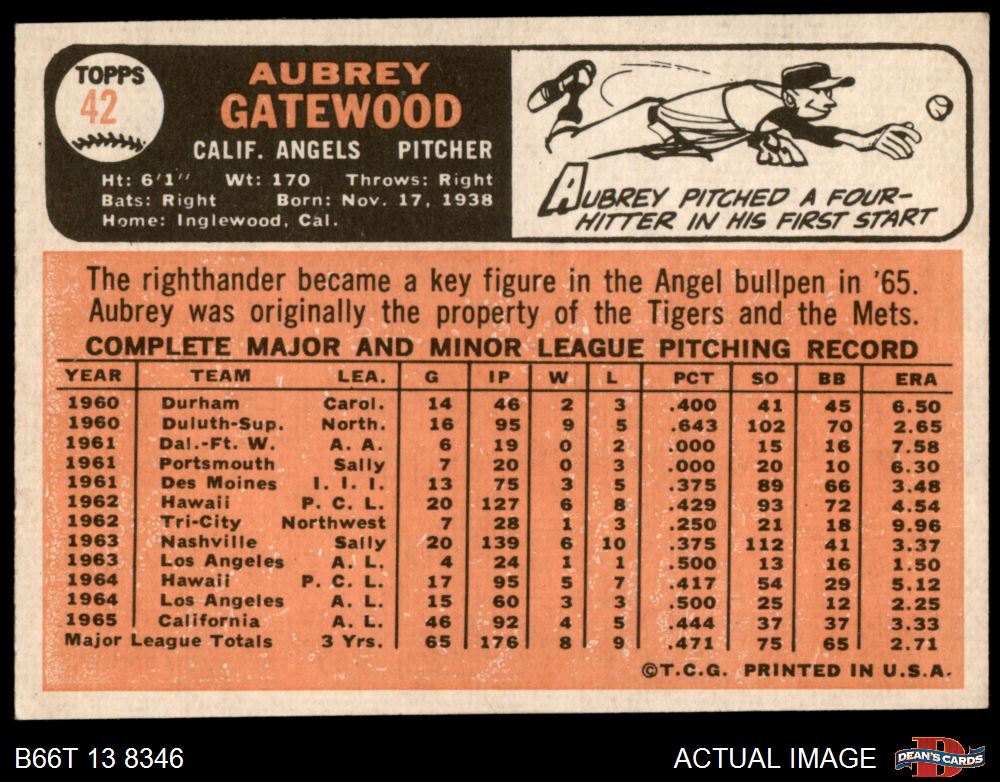 TOPPS
42
AUBREY
GATEWOOD
CALIF. ANGELS PITCHER
Ht: 6'1" Wt: 170 Throws: Right
Bats: Right Born: Nov. 17, 1938
Home: Inglewood, Cal.
AUBREY PITCHED A FOUR-
HITTER IN HIS FIRST START
The righthander became a key figure in the Angel bullpen in '65.
Aubrey was originally the property of the Tigers and the Mets.
COMPLETE MAJOR AND MINOR LEAGUE PITCHING RECORD
YEAR TEAM LEA. G IP W L PCT SO BB ERA
1960 Durham Carol. 14 46 2 3 .400 41 45 6.50
1960 Duluth-Sup. North. 16 95 9 5 .643 102 70 2.65
1961 Dal.-Ft. W. A. A. 6 19 0 2 .000 15 16 7.58
1961 Portsmouth Sally 7 20 0 3 .000 20 10 6.30
1961 Des Moines I. I. I. 13 75 3 5 .375 89 66 3.48
1962 Hawaii P. C. L. 20 127 6 8 .429 93 72 4.54
1962 Tri-City Northwest 7 28 1 3 .250 21 18 9.96
1963 Nashville Sally 20 139 6 10 .375 112 41 3.37
1963 Los Angeles A. L. 4 24 1 1 .500 13 16 1.50
1964 Hawaii P. C. L. 17 95 5 7 .417 54 29 5.12
1964 Los Angeles A. L. 15 60 3 3 .500 25 12 2.25
1965 California A. L. 46 92 4 5 .444 37 37 3.33
Major League Totals 3 Yrs. 65 176 8 9 .471 75 65 2.71
©T.C.G. PRINTED IN U.S.A.
B66T 13 8346 ACTUAL IMAGE
D
DEAN'S CARDS